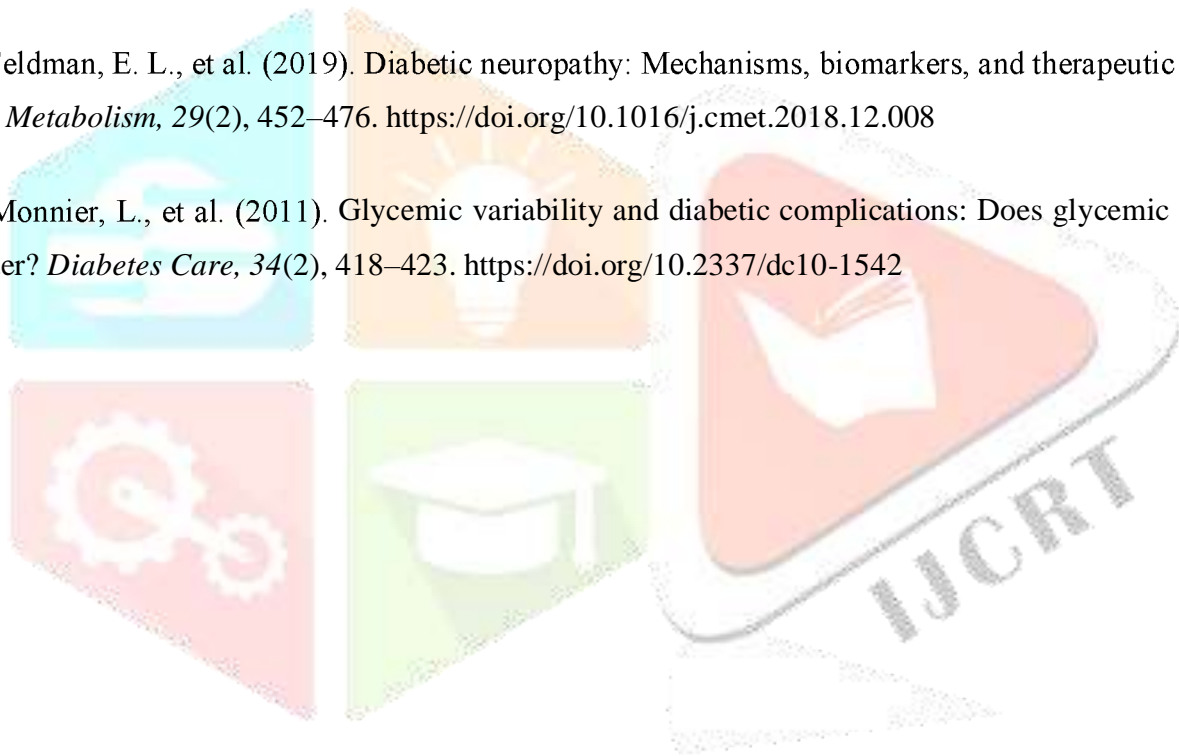 eldman, E. L., et al. (2019). Diabetic neuropathy: Mechanisms, biomarkers, and therapeutic
Metabolism, 29(2), 452–476. https://doi.org/10.1016/j.cmet.2018.12.008
Monnier, L., et al. (2011). Glycemic variability and diabetic complications: Does glycemic
er? Diabetes Care, 34(2), 418–423. https://doi.org/10.2337/dc10-1542
IJCRT